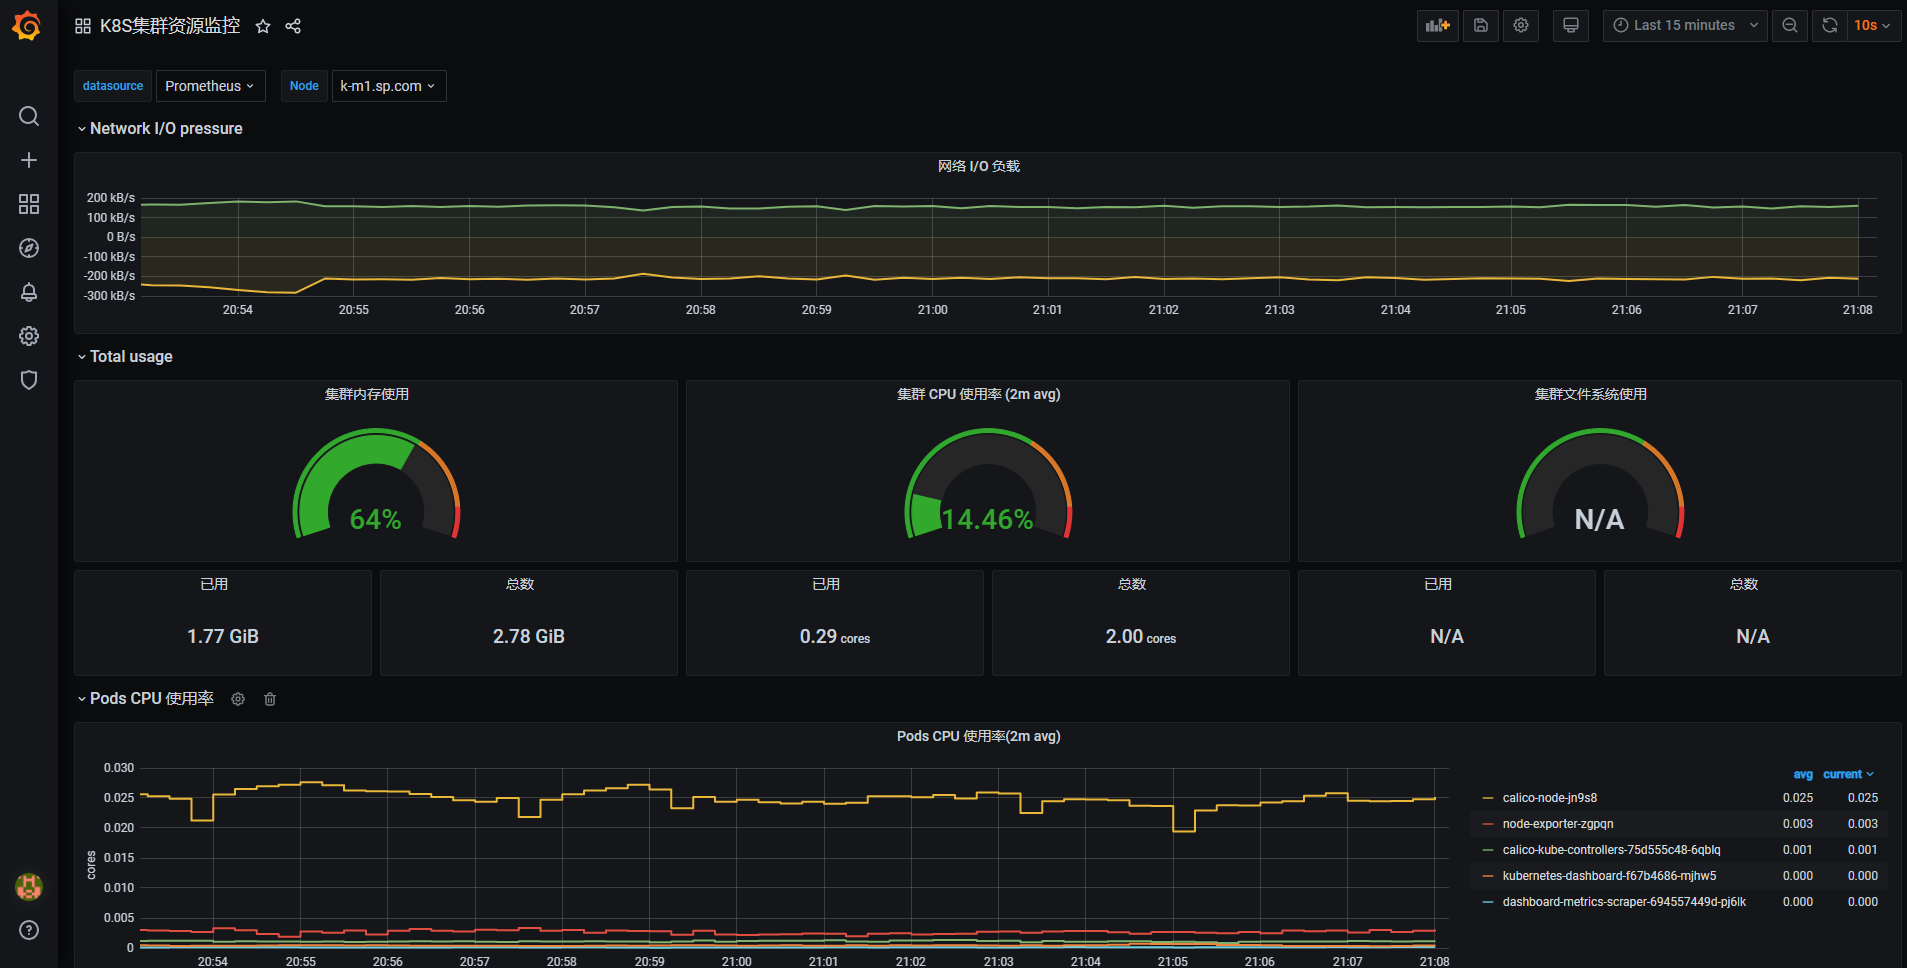 K8S集群资源监控
Last 15 minutes
10s
datasource Prometheus Node k-m1.sp.com
Network I/O pressure
网络 I/O 负载
200 kB/s
100 kB/s
0 B/s
-100 kB/s
-200 kB/s
-300 kB/s
20:54 20:55 20:56 20:57 20:58 20:59 21:00 21:01 21:02 21:03 21:04 21:05 21:06 21:07 21:08
Total usage
集群内存使用
64%
集群 CPU 使用率 (2m avg)
14.46%
集群文件系统使用
N/A
已用
1.77 GiB
总数
2.78 GiB
已用
0.29 cores
总数
2.00 cores
已用
N/A
总数
N/A
Pods CPU 使用率
Pods CPU 使用率(2m avg)
cores
0.030
0.025
0.020
0.015
0.010
0.005
0
20:54 20:55 20:56 20:57 20:58 20:59 21:00 21:01 21:02 21:03 21:04 21:05 21:06 21:07 21:08
avg current
calico-node-jn9s8 0.025 0.025
node-exporter-zgpqn 0.003 0.003
calico-kube-controllers-75d555c48-6qblq 0.001 0.001
kubernetes-dashboard-f67b4686-mjhw5 0.000 0.000
dashboard-metrics-scraper-694557449d-pj6lk 0.000 0.000